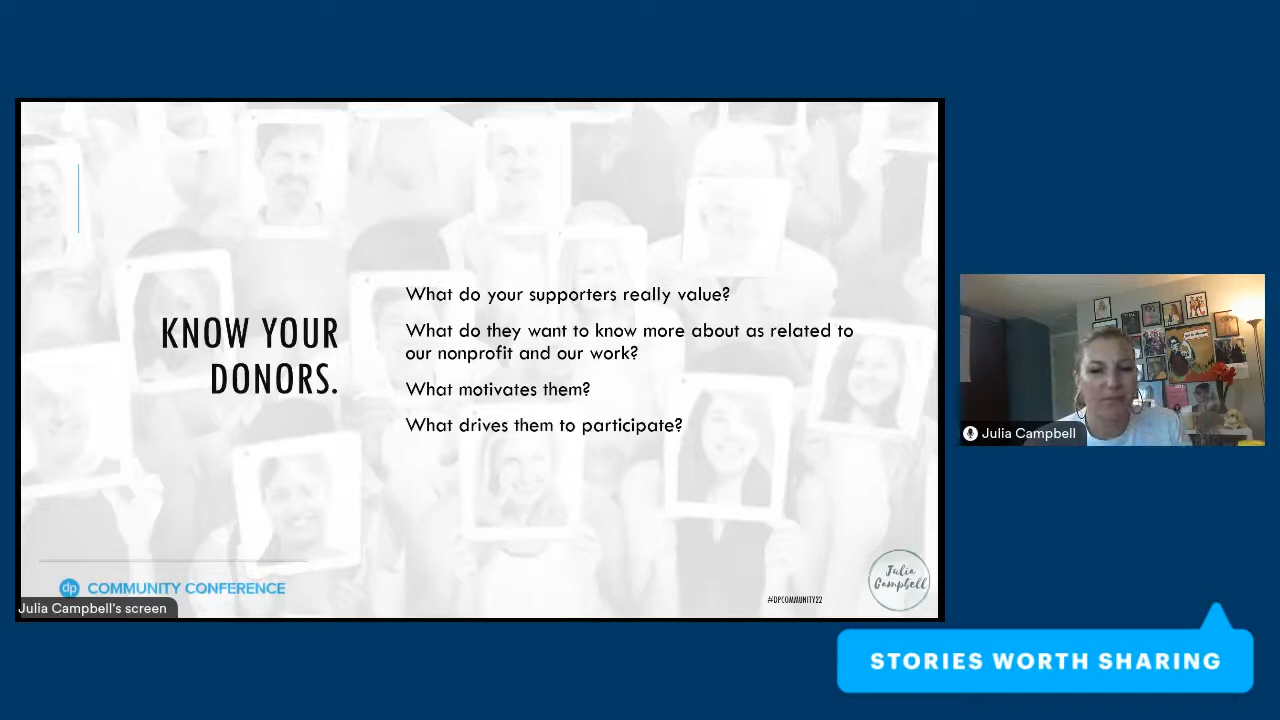 KNOW YOUR
DONORS.
What do your supporters really value?
What do they want to know more about as related to
our nonprofit and our work?
What motivates them?
What drives them to participate?
dp COMMUNITY CONFERENCE
Julia Campbell's screen
#DPCOMMUNITY22
Julia
Campbell
Julia Campbell
STORIES WORTH SHARING